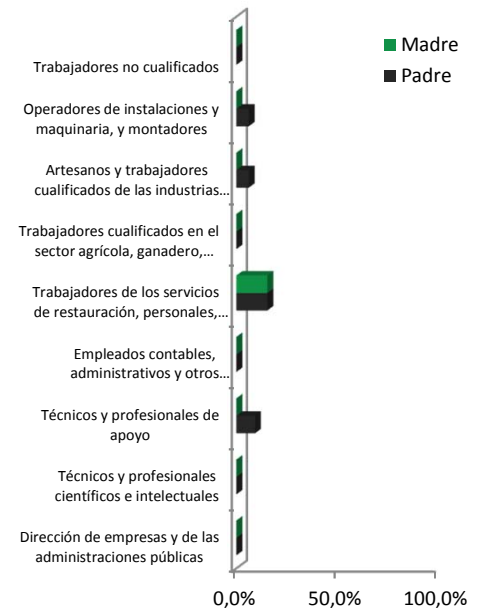 Madre
Padre
Trabajadores no cualificados
Operadores de instalaciones y
maquinaria, y montadores
Artesanos y trabajadores
cualificados de las industrias...
Trabajadores cualificados en el
sector agrícola, ganadero,...
Trabajadores de los servicios
de restauración, personales,...
Empleados contables,
administrativos y otros...
Técnicos y profesionales de
apoyo
Técnicos y profesionales
científicos e intelectuales
Dirección de empresas y de las
administraciones públicas
0,0% 50,0% 100,0%